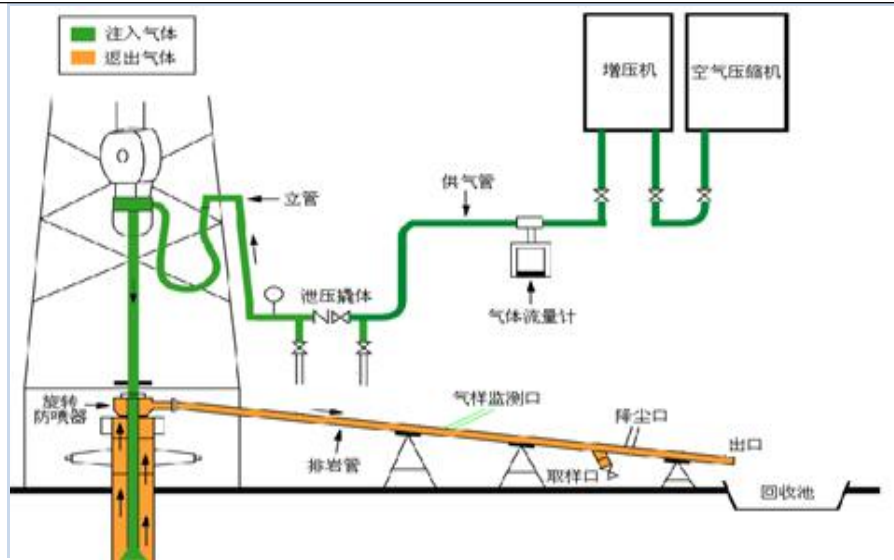 注入气体
返出气体
增压机
空气压缩机
供气管
立管
泄压撬体
气体流量计
旋转
防喷器
气样监测口
降尘口
出口
排岩管
取样口
回收池